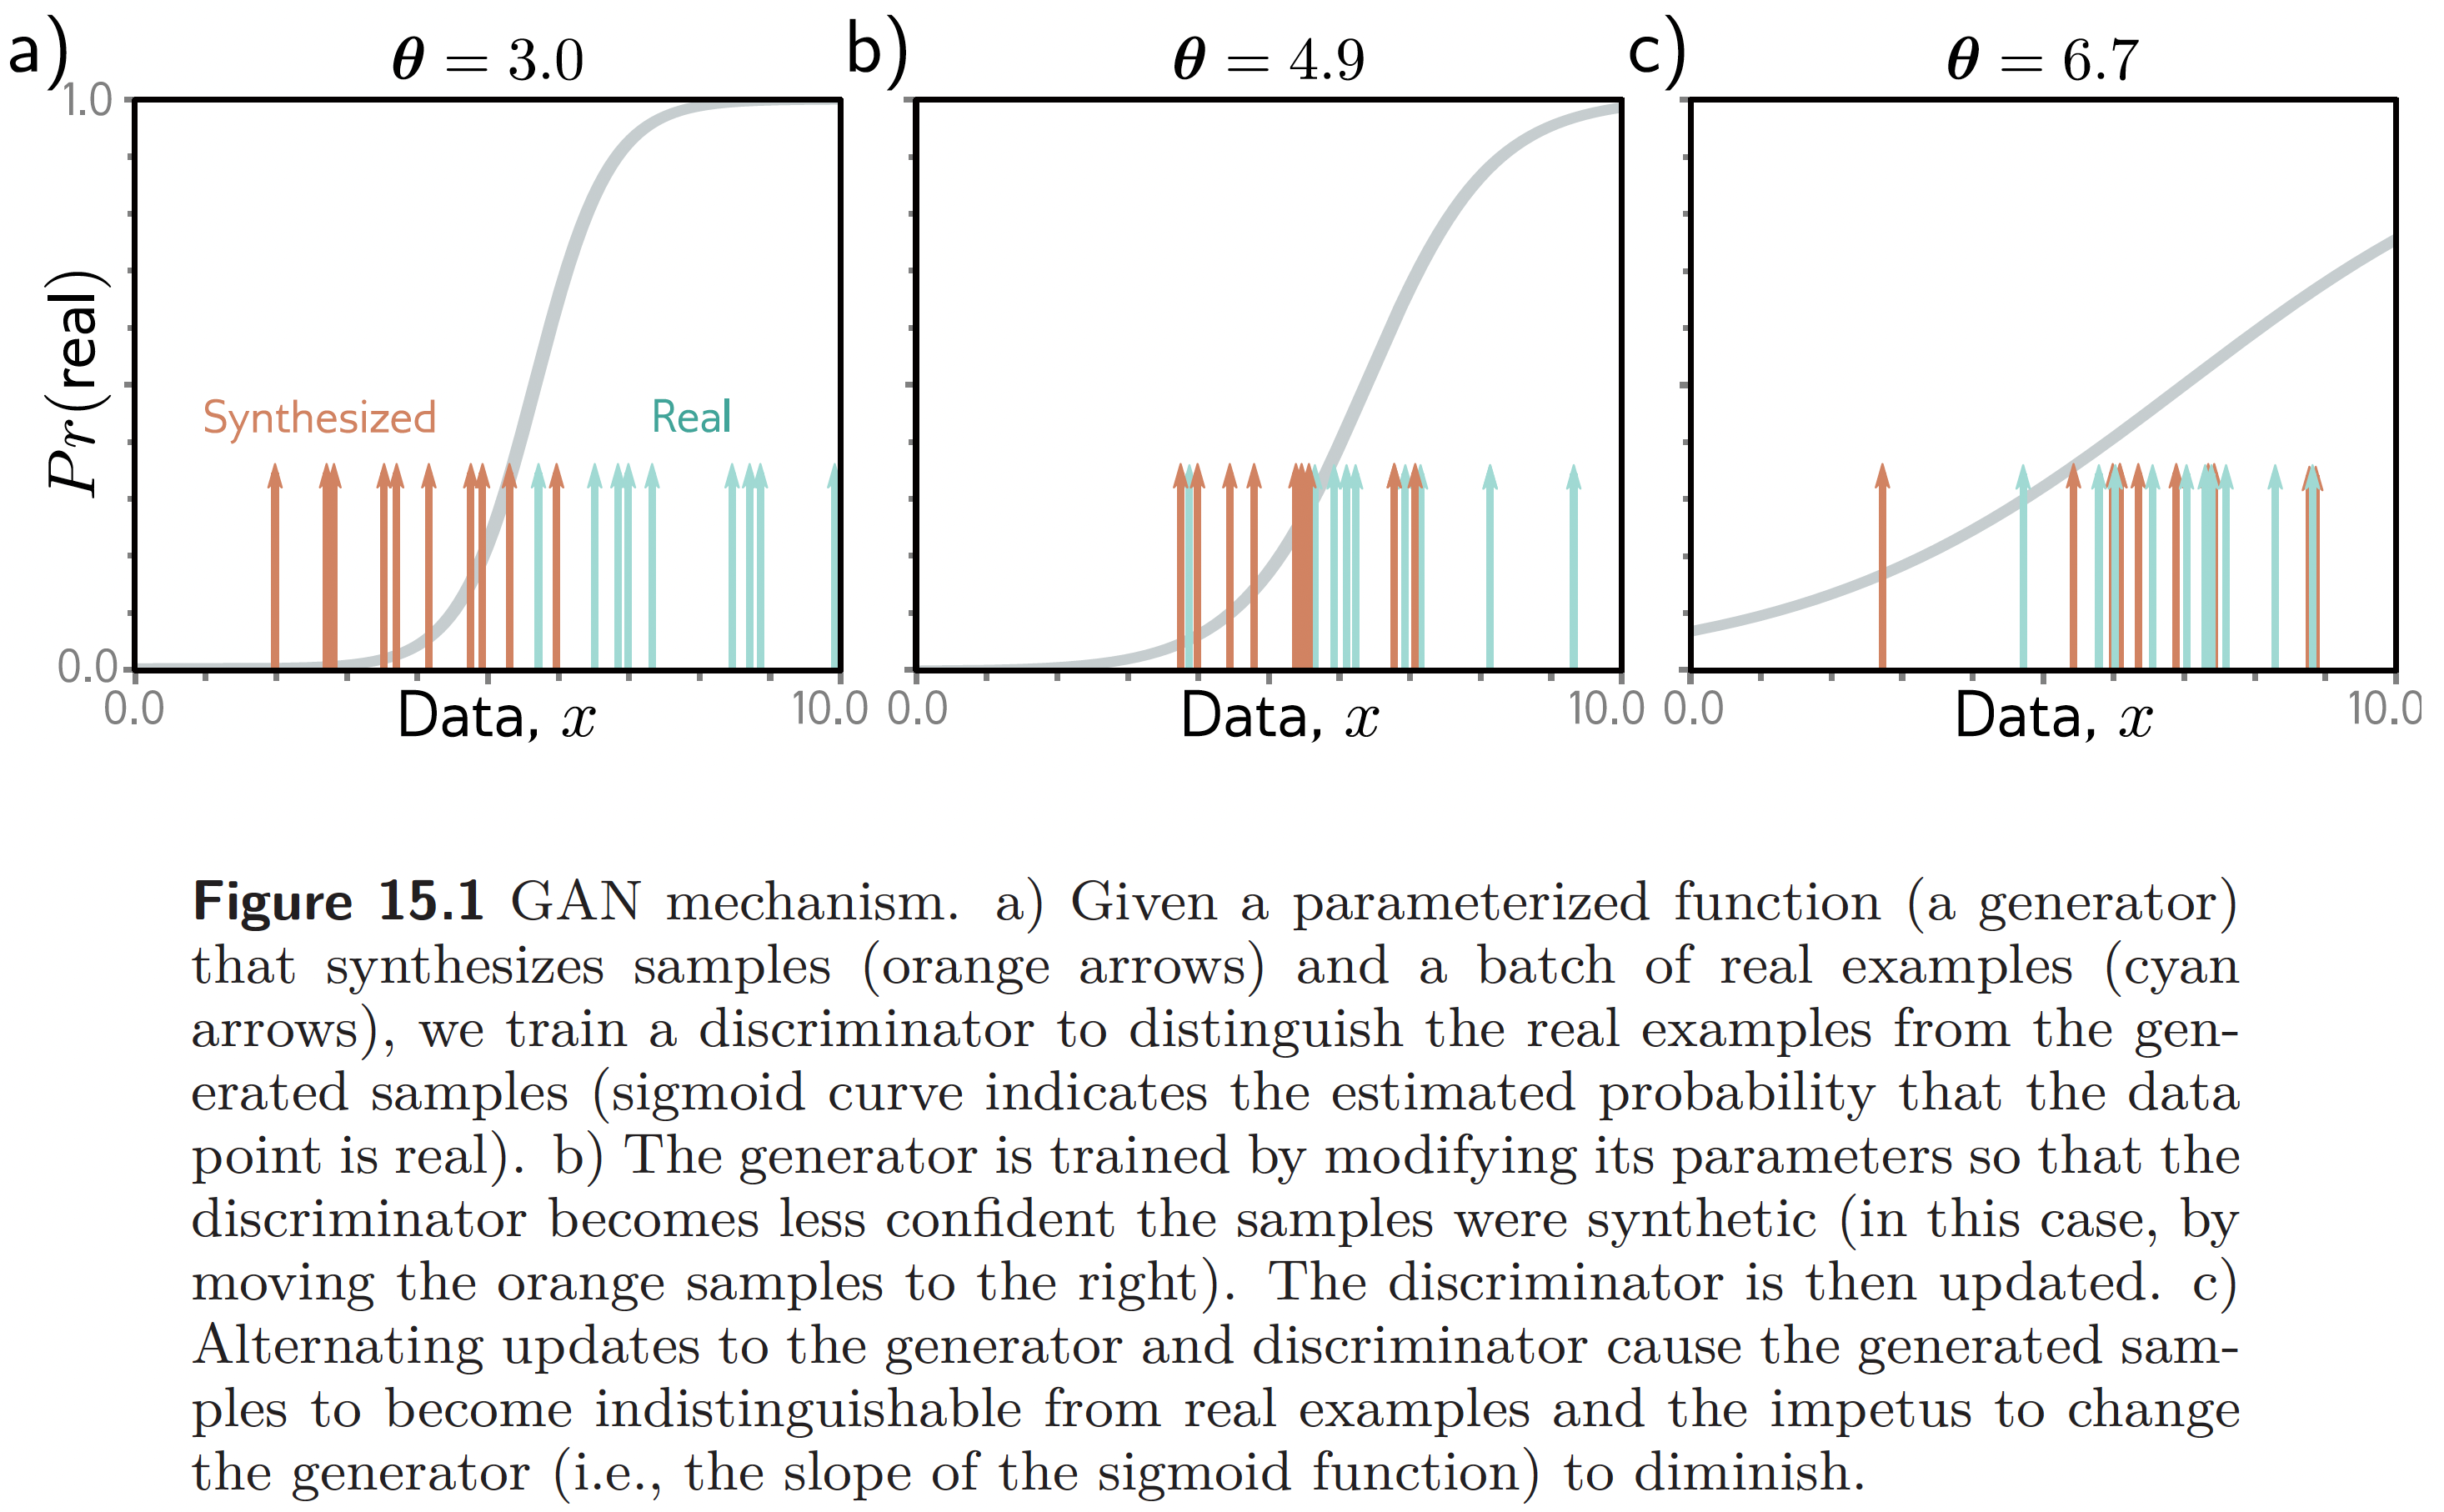 a) 𝜽 = 3.0 b) 𝜽 = 4.9 c) 𝜽 = 6.7
1.0
Pr(real)
Synthesized Real
0.0
0.0 10.0 0.0 10.0 0.0 10.0
Data, x Data, x Data, x
Figure 15.1 GAN mechanism. a) Given a parameterized function (a generator)
that synthesizes samples (orange arrows) and a batch of real examples (cyan
arrows), we train a discriminator to distinguish the real examples from the gen-
erated samples (sigmoid curve indicates the estimated probability that the data
point is real). b) The generator is trained by modifying its parameters so that the
discriminator becomes less confident the samples were synthetic (in this case, by
moving the orange samples to the right). The discriminator is then updated. c)
Alternating updates to the generator and discriminator cause the generated sam-
ples to become indistinguishable from real examples and the impetus to change
the generator (i.e., the slope of the sigmoid function) to diminish.